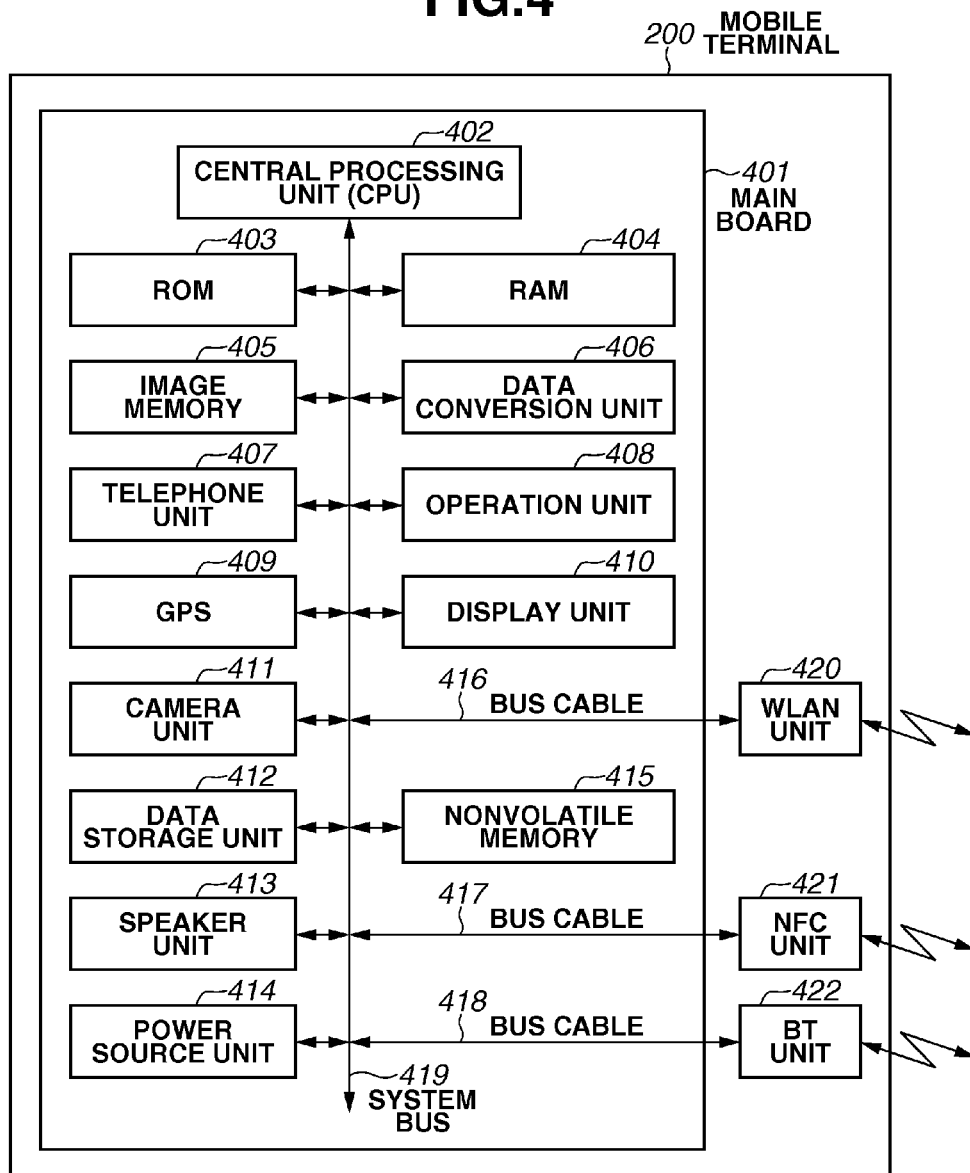 FIG.4
200 MOBILE
TERMINAL
402
CENTRAL PROCESSING
UNIT (CPU)
401
MAIN
BOARD
403
ROM
404
RAM
405
IMAGE
MEMORY
406
DATA
CONVERSION UNIT
407
TELEPHONE
UNIT
408
OPERATION UNIT
409
GPS
410
DISPLAY UNIT
411
CAMERA
UNIT
416 BUS CABLE
420
WLAN
UNIT
412
DATA
STORAGE UNIT
415
NONVOLATILE
MEMORY
413
SPEAKER
UNIT
417 BUS CABLE
421
NFC
UNIT
414
POWER
SOURCE UNIT
418 BUS CABLE
422
BT
UNIT
419
SYSTEM
BUS